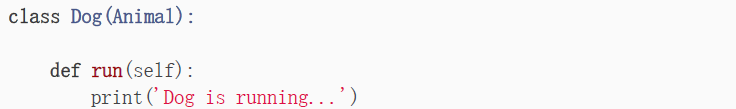 class Dog(Animal):
    def run(self):
        print('Dog is running...')